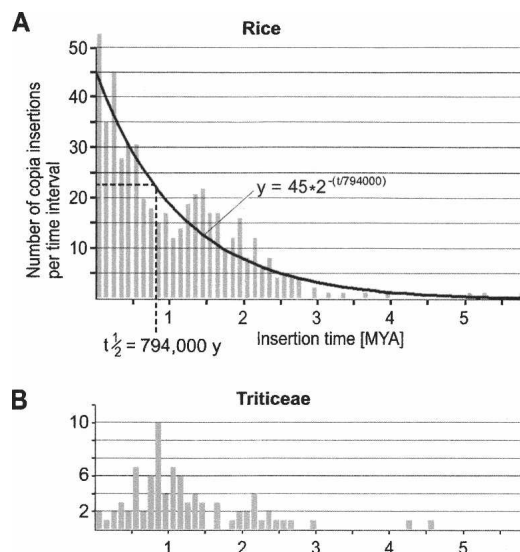 A
Rice
Number of copia insertions
per time interval
50
40
30
20
10
y = 45*2-(t/794000)
1 2 3 4 5
Insertion time [MYA]
t½ = 794,000 y
B
Triticeae
10
6
2
1 2 3 4 5